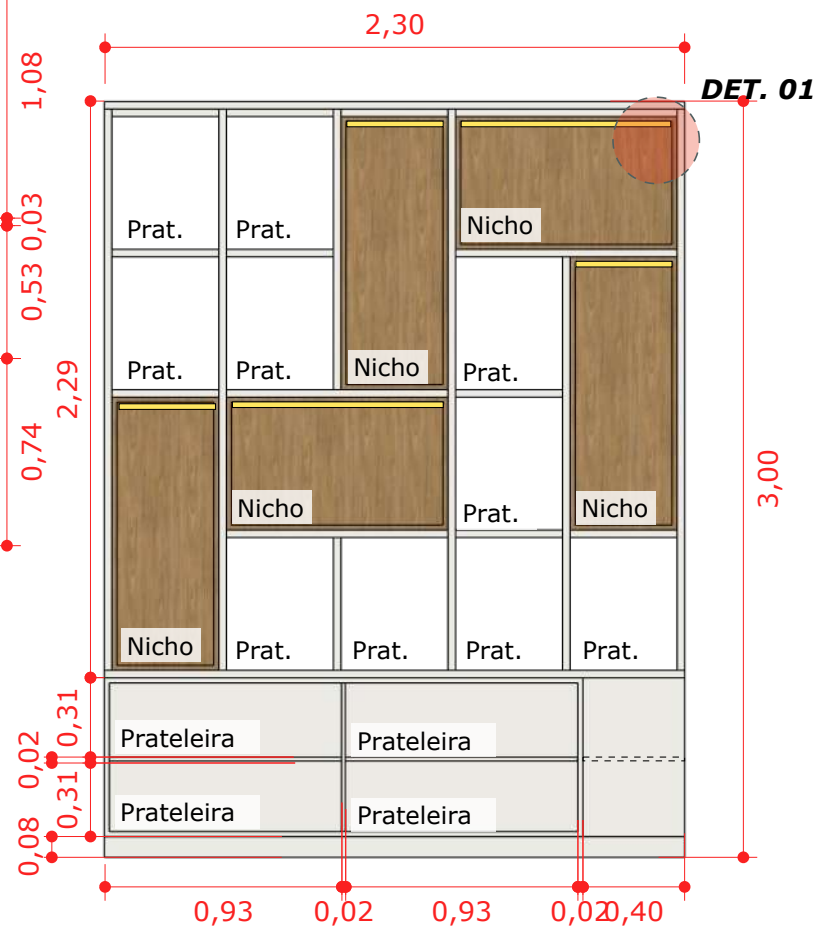 2,30
1,08
DET. 01
0,03
Prat.
Prat.
Nicho
0,53
Prat.
Prat.
Nicho
Prat.
2,29
0,74
3,00
Nicho
Prat.
Nicho
Nicho
Prat.
Prat.
Prat.
Prat.
0,31
Prateleira
Prateleira
0,02
0,31
Prateleira
Prateleira
0,08
0,93
0,02
0,93
0,02
0,40